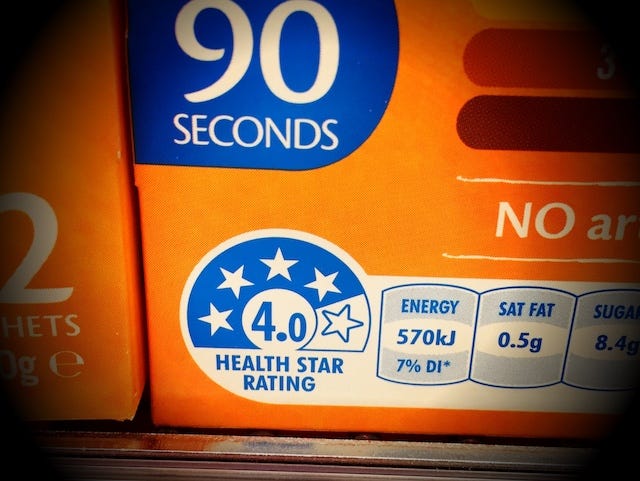 90
SECONDS
3
NO
2
HETS
0g e
4.0
HEALTH STAR
RATING
ENERGY
570kJ
7% DI*
SAT FAT
0.5g
SUGAR
8.4g